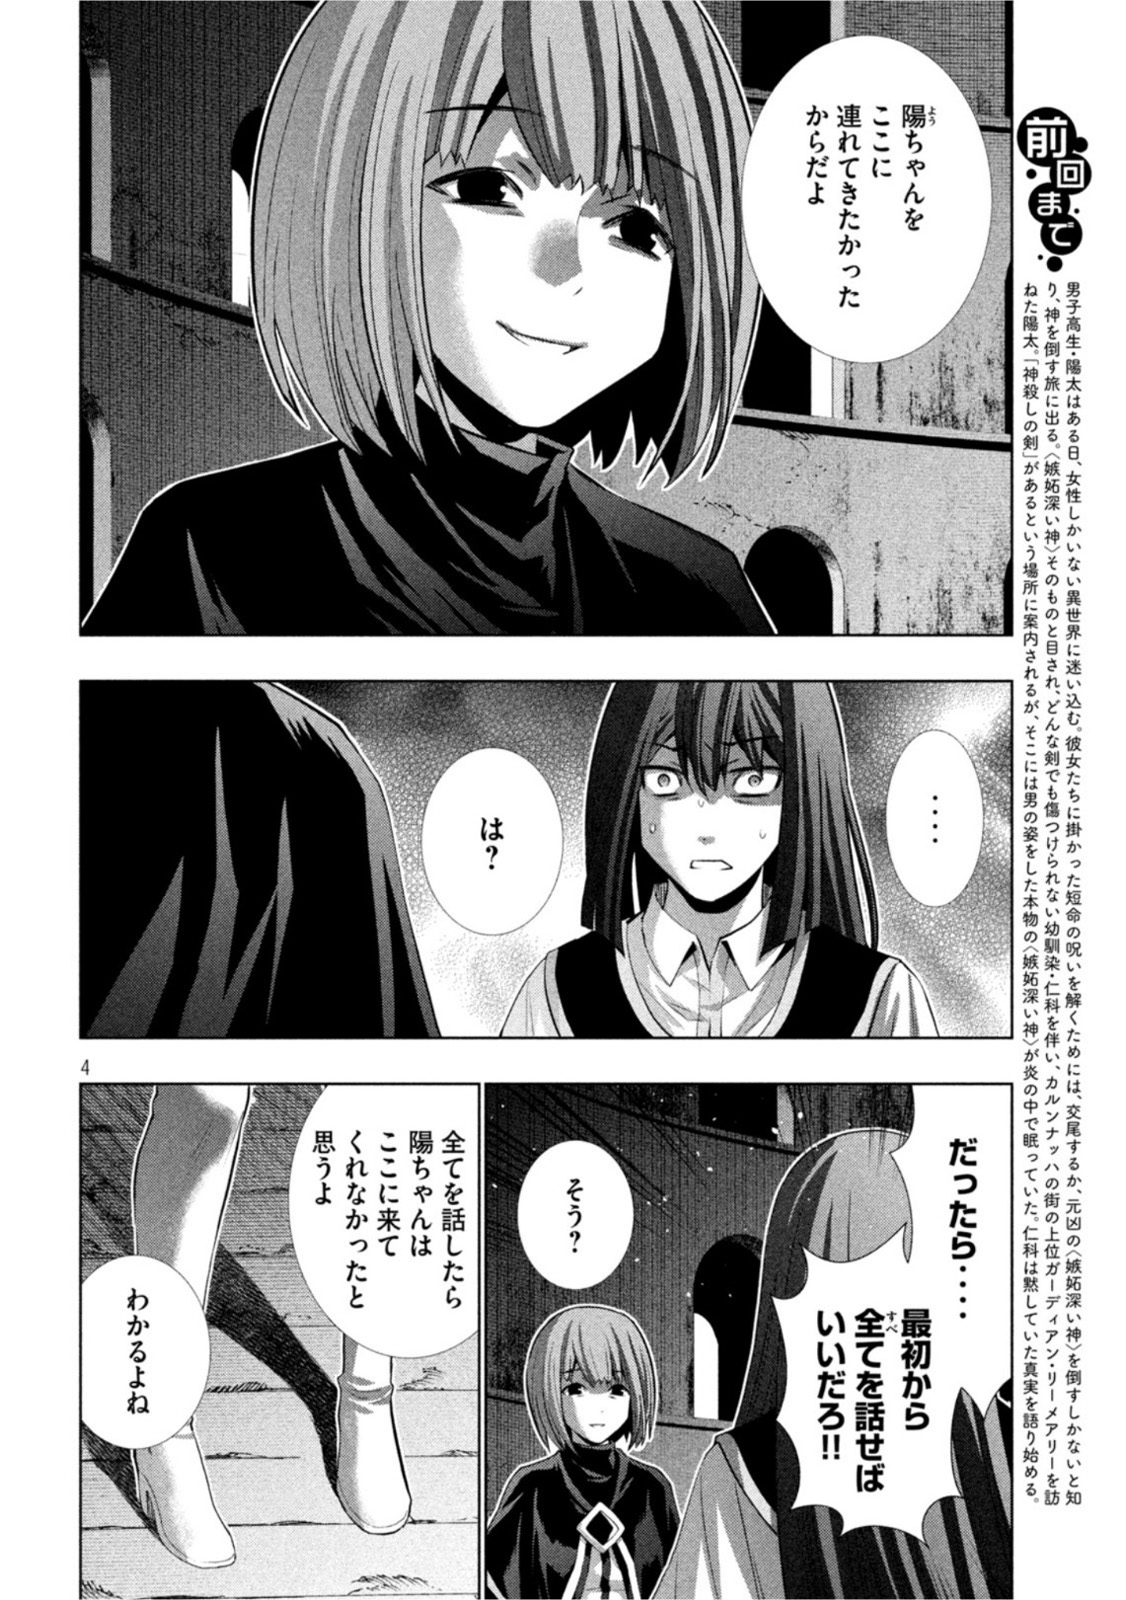 前回まで
男子高生・陽太はある日、女性しかいない異世界に迷い込む。彼女たちに掛かった短命の呪いを解くためには、交尾するか、元凶の〈嫉妬深い神〉を倒すしかないと知
り、神を倒す旅に出る。〈嫉妬深い神〉そのものと目され、どんな剣でも傷つけられない幼馴染・仁科を伴い、カルンナッハの街の上位ガーディアン・リーメアリーを訪
ねた陽太。「神殺しの剣」があるという場所に案内されるが、そこには男の姿をした本物の〈嫉妬深い神〉が炎の中で眠っていた。仁科は黙していた真実を語り始める。
陽ちゃんを
よう
ここに
連れてきたかった
からだよ
‥‥
は?
だったら‥‥
最初から
全てを話せば
すべ
いいだろ!!
そう?
全てを話したら
陽ちゃんは
ここに来て
くれなかったと
思うよ
わかるよね
4